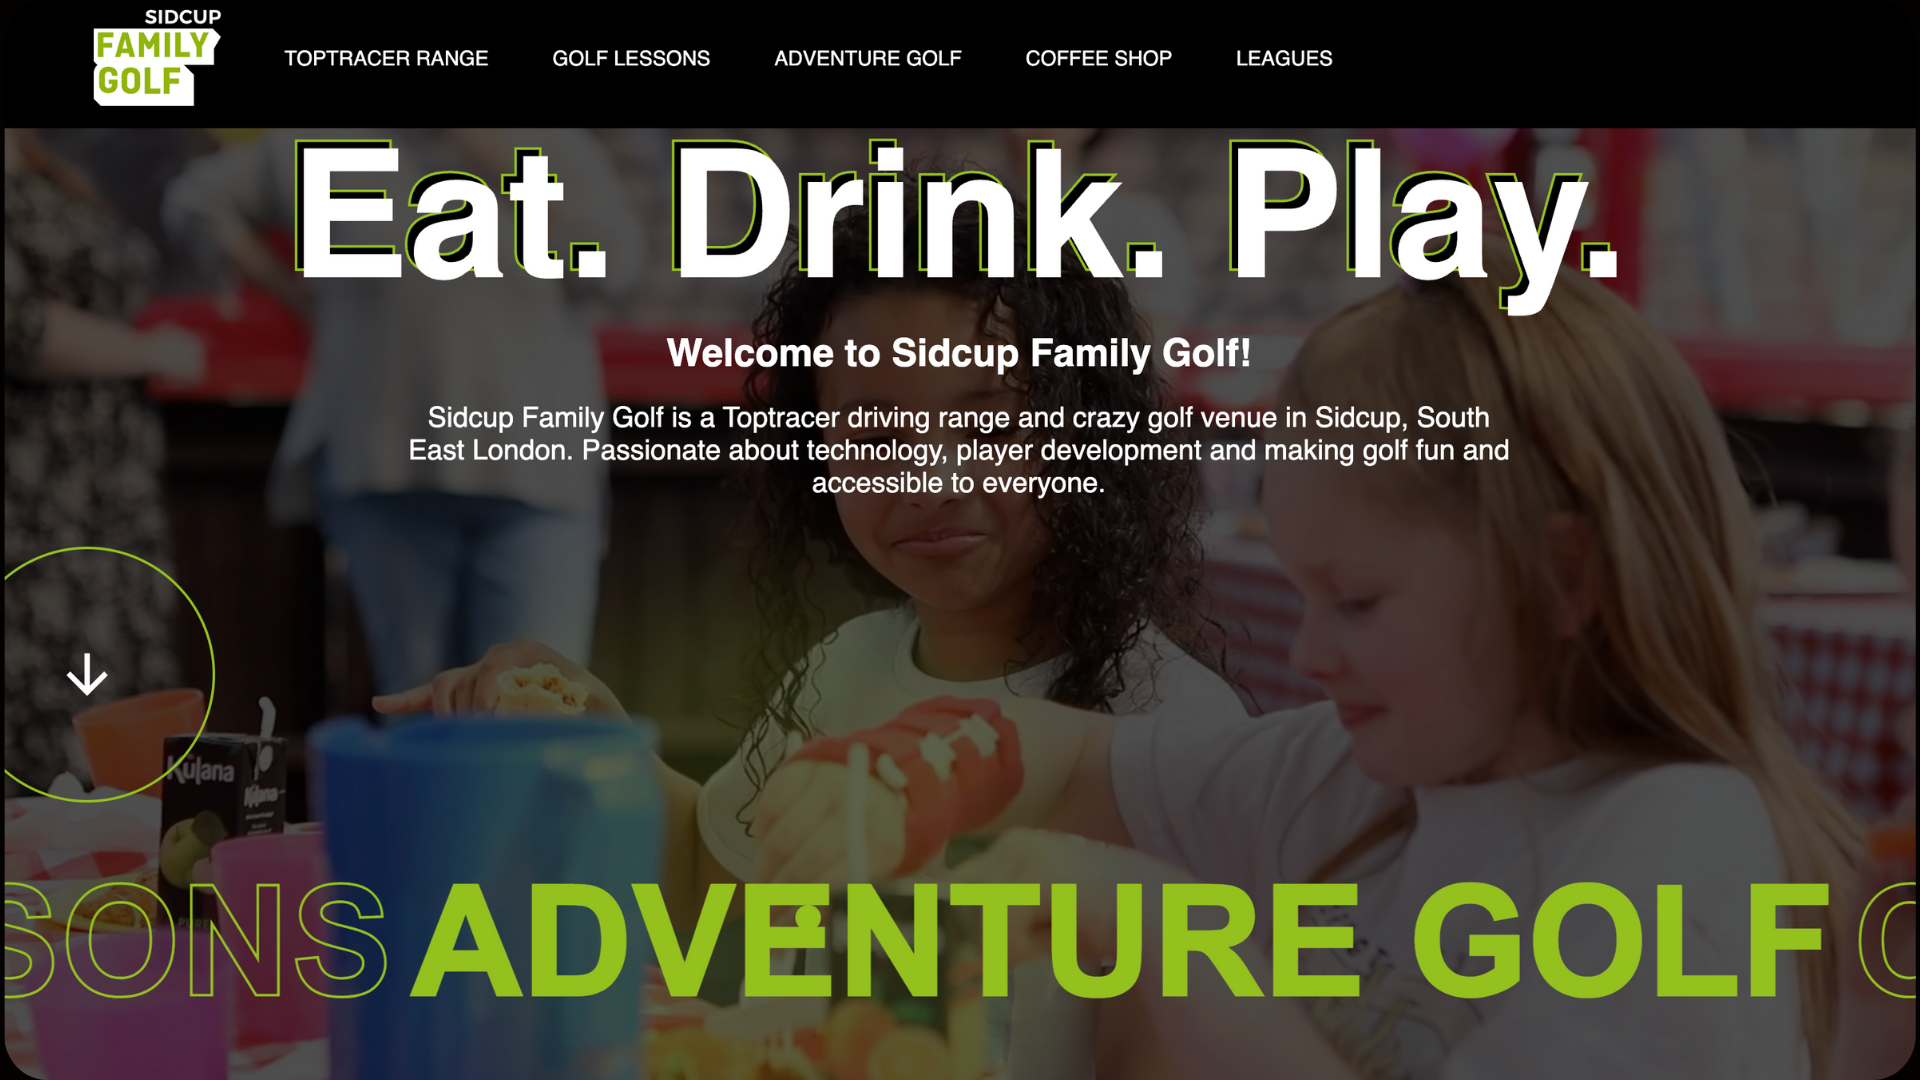 SIDCUP
FAMILY
GOLF
TOPTRACER RANGE
GOLF LESSONS
ADVENTURE GOLF
COFFEE SHOP
LEAGUES
Eat. Drink. Play.
Welcome to Sidcup Family Golf!
Sidcup Family Golf is a Toptracer driving range and crazy golf venue in Sidcup, South
East London. Passionate about technology, player development and making golf fun and
accessible to everyone.
Kulana
Kulana
SONS ADVENTURE GOLF